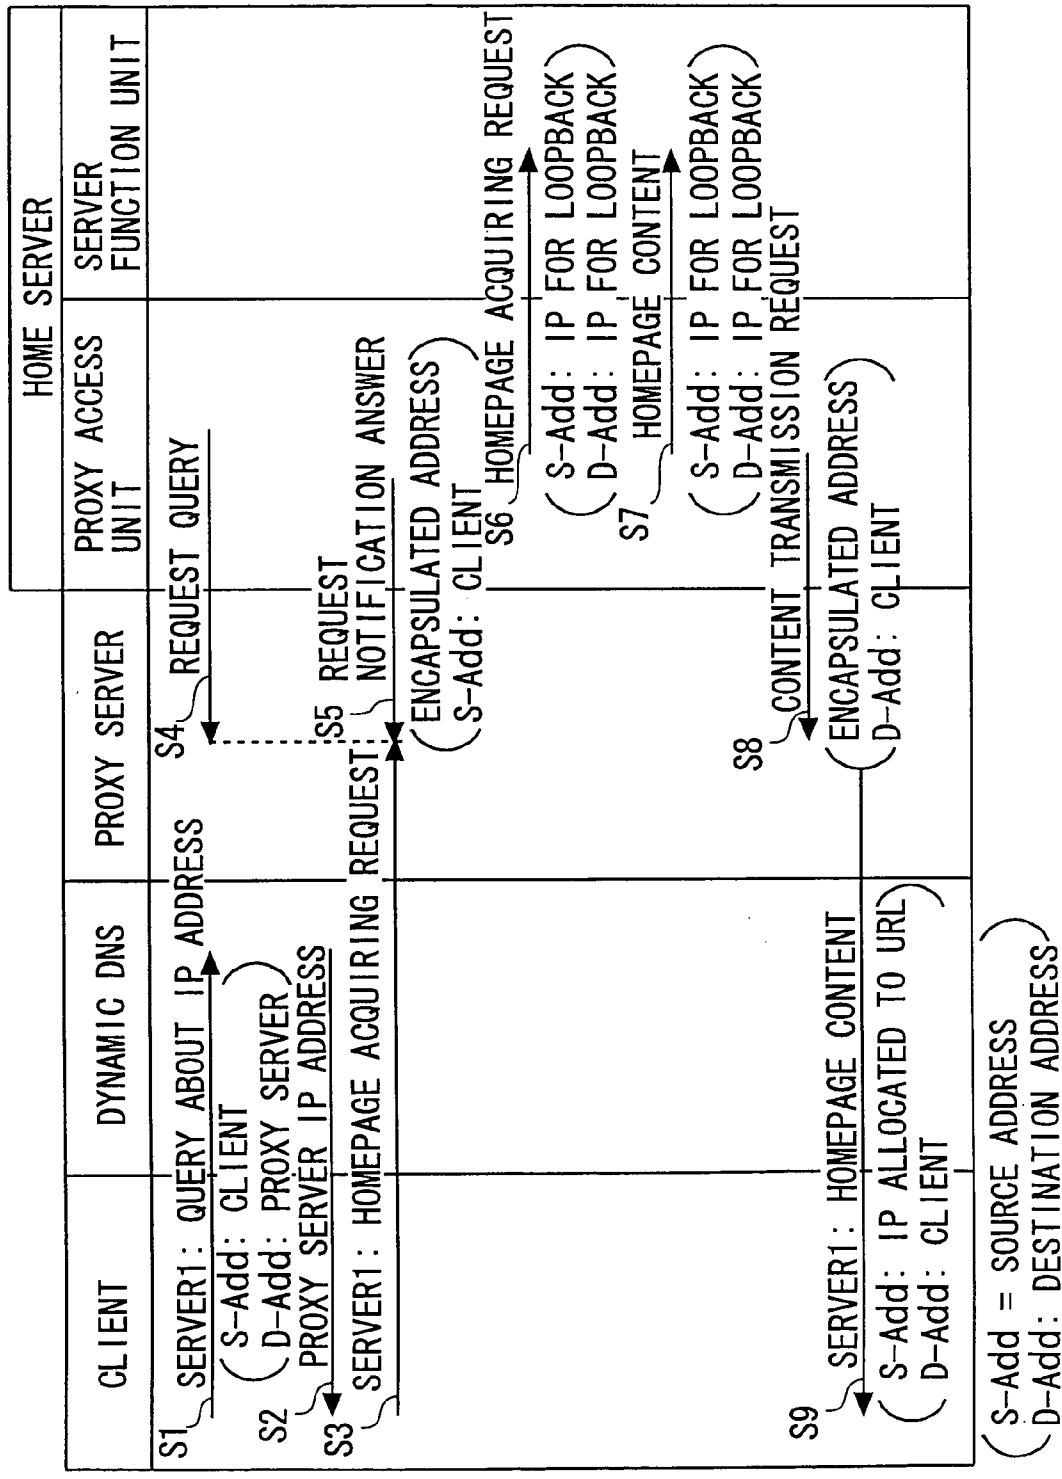 HOME SERVER
CLIENT
DYNAMIC DNS
PROXY SERVER
PROXY ACCESS
UNIT
SERVER
FUNCTION UNIT
S1
SERVER1: QUERY ABOUT IP ADDRESS
(S-Add: CLIENT
D-Add: PROXY SERVER)
S2
PROXY SERVER IP ADDRESS
S3
SERVER1: HOMEPAGE ACQUIRING REQUEST
S4
REQUEST QUERY
S5
REQUEST
NOTIFICATION ANSWER
(ENCAPSULATED ADDRESS
S-Add: CLIENT)
S6
HOMEPAGE ACQUIRING REQUEST
(S-Add: IP FOR LOOPBACK
D-Add: IP FOR LOOPBACK)
S7
HOMEPAGE CONTENT
(S-Add: IP FOR LOOPBACK
D-Add: IP FOR LOOPBACK)
CONTENT TRANSMISSION REQUEST
S8
(ENCAPSULATED ADDRESS
D-Add: CLIENT)
S9
SERVER1: HOMEPAGE CONTENT
(S-Add: IP ALLOCATED TO URL
D-Add: CLIENT)
(S-Add = SOURCE ADDRESS
D-Add: DESTINATION ADDRESS)